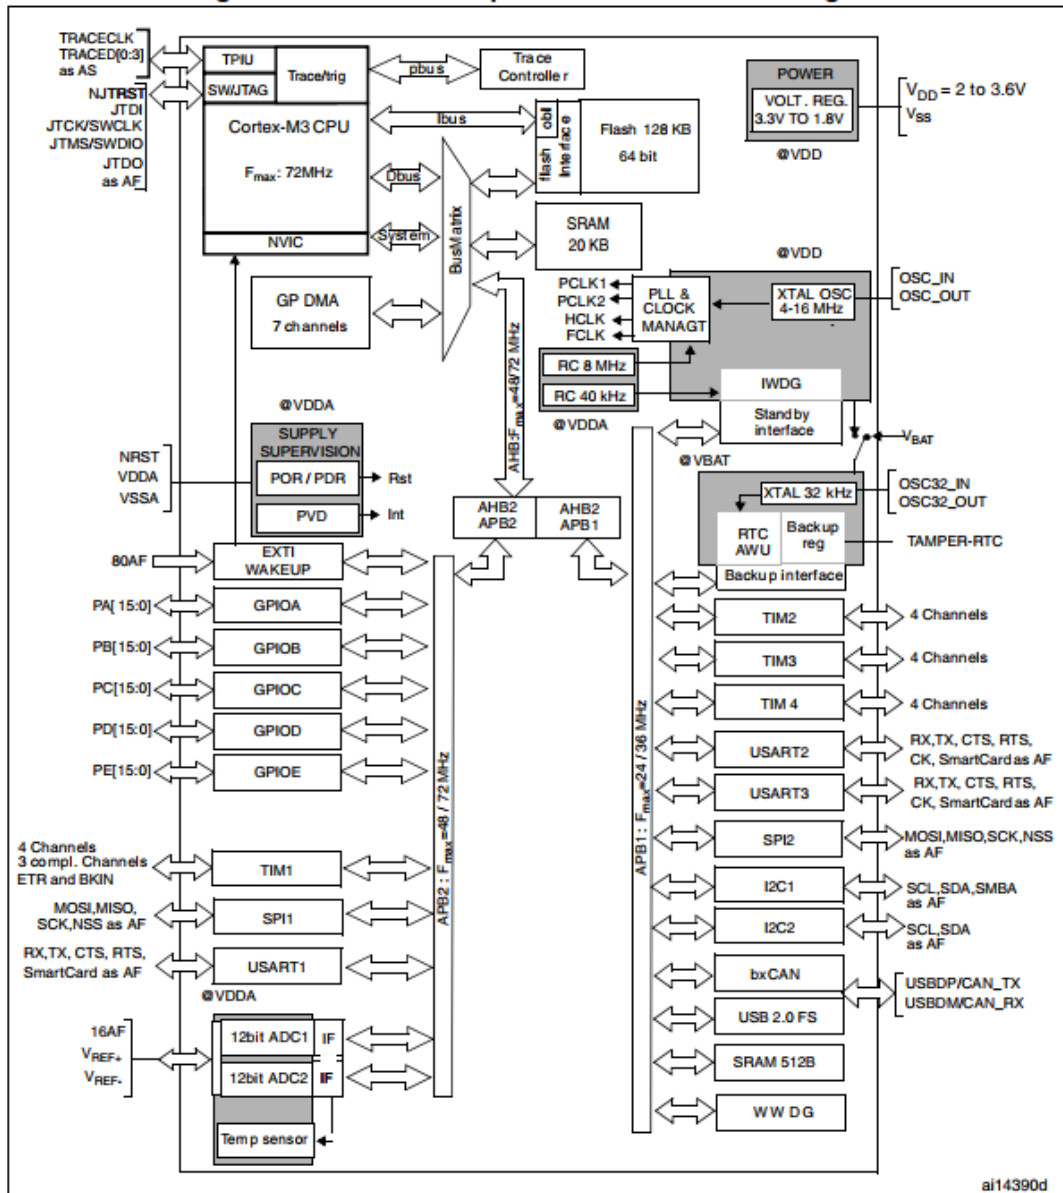 TRACECLK
TRACED[0:3]
as AS
NJTRST
JTDI
JTCK/SWCLK
JTMS/SWDIO
JTDO
as AF
TPIU
SW/JTAG
Trace/trig
Cortex-M3 CPU
Fmax: 72MHz
NVIC
pbus
Ibus
Dbus
System
Trace
Controller
obl
flash
Interface
Flash 128 KB
64 bit
POWER
VOLT. REG.
3.3V TO 1.8V
@VDD
VDD = 2 to 3.6V
VSS
BusMatrix
SRAM
20 KB
GP DMA
7 channels
@VDD
PCLK1
PCLK2
HCLK
FCLK
PLL &
CLOCK
MANAGT
XTAL OSC
4-16 MHz
OSC_IN
OSC_OUT
RC 8 MHz
RC 40 kHz
@VDDA
IWDG
Standby
interface
VBAT
@VBAT
AHB:Fmax=48/72 MHz
@VDDA
SUPPLY
SUPERVISION
POR / PDR
PVD
Rst
Int
NRST
VDDA
VSSA
AHB2
APB2
AHB2
APB1
XTAL 32 kHz
OSC32_IN
OSC32_OUT
RTC
AWU
Backup
reg
TAMPER-RTC
Backup interface
80AF
EXTI
WAKEUP
PA[ 15:0]
GPIOA
PB[15:0]
GPIOB
PC[15:0]
GPIOC
PD[15:0]
GPIOD
PE[15:0]
GPIOE
4 Channels
3 compl. Channels
ETR and BKIN
TIM1
MOSI,MISO,
SCK,NSS as AF
SPI1
RX,TX, CTS, RTS,
SmartCard as AF
USART1
@VDDA
16AF
VREF+
VREF-
12bit ADC1
IF
12bit ADC2
IF
Temp sensor
APB2 : Fmax=48 / 72 MHz
APB1 : Fmax=24 / 36 MHz
TIM2
4 Channels
TIM3
4 Channels
TIM 4
4 Channels
USART2
RX,TX, CTS, RTS,
CK, SmartCard as AF
USART3
RX,TX, CTS, RTS,
CK, SmartCard as AF
SPI2
MOSI,MISO,SCK,NSS
as AF
I2C1
SCL,SDA,SMBA
as AF
I2C2
SCL,SDA
as AF
bxCAN
USBDP/CAN_TX
USBDM/CAN_RX
USB 2.0 FS
SRAM 512B
WWDG
ai14390d